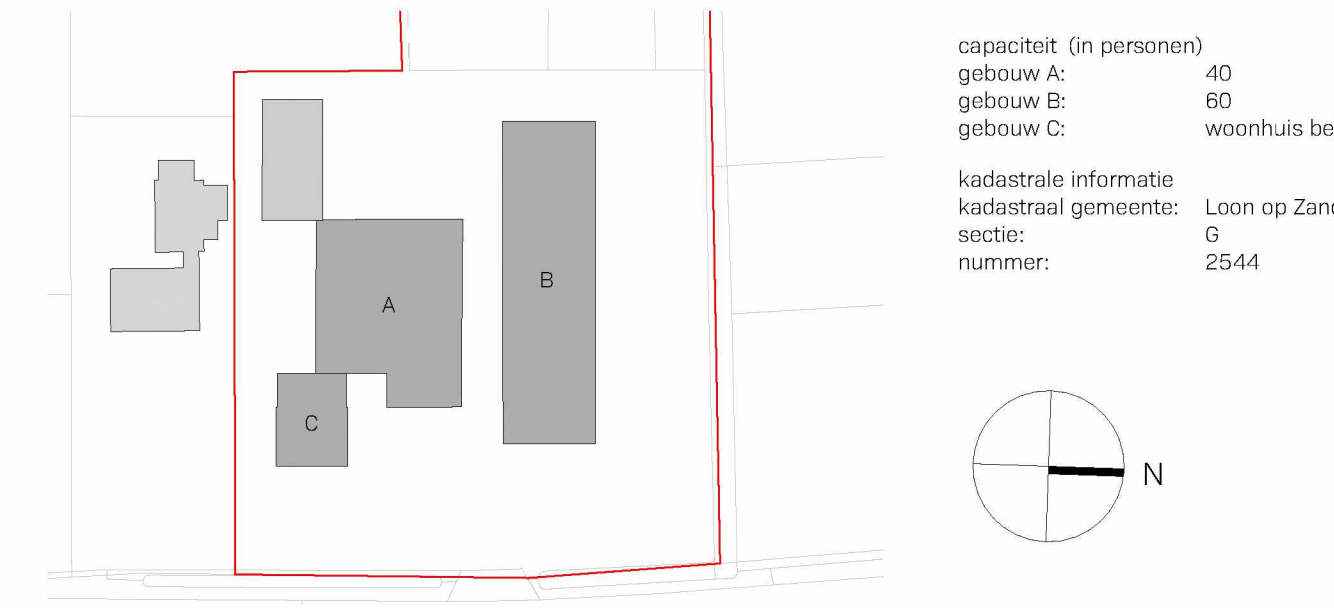 capaciteit (in personen)
gebouw A: 40
gebouw B: 60
gebouw C: woonhuis be
kadastrale informatie
kadastraal gemeente: Loon op Zand
sectie: G
nummer: 2544
A
B
C
N